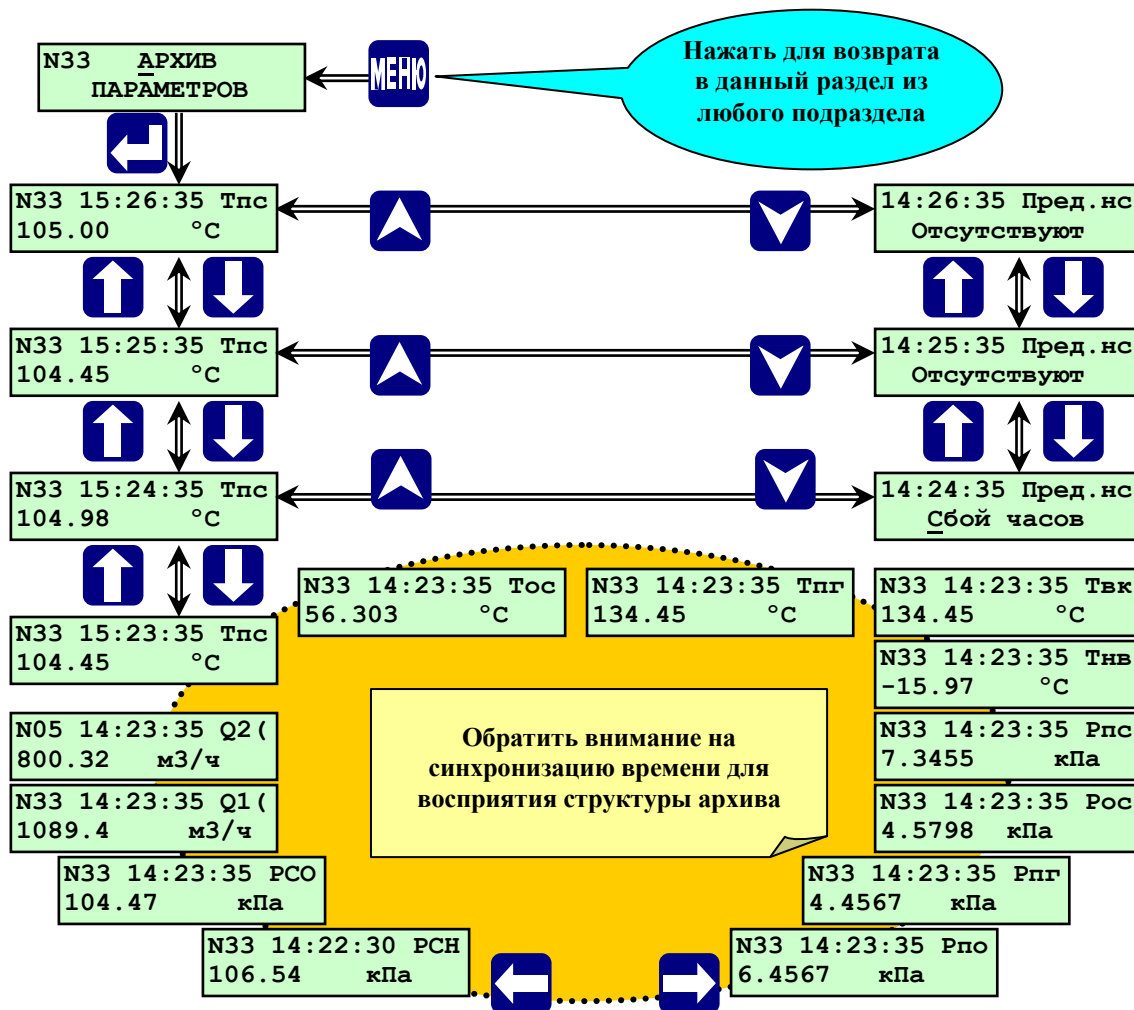 N33 АРХИВ
ПАРАМЕТРОВ
МЕНЮ
Нажать для возврата
в данный раздел из
любого подраздела
N33 15:26:35 Тпс
105.00 °C
14:26:35 Пред.нс
Отсутствуют
N33 15:25:35 Тпс
104.45 °C
14:25:35 Пред.нс
Отсутствуют
N33 15:24:35 Тпс
104.98 °C
14:24:35 Пред.нс
Сбой часов
N33 15:23:35 Тпс
104.45 °C
N33 14:23:35 Тос
56.303 °C
N33 14:23:35 Тпг
134.45 °C
N33 14:23:35 Твк
134.45 °C
N33 14:23:35 Тнв
-15.97 °C
N05 14:23:35 Q2(
800.32 м3/ч
Обратить внимание на
синхронизацию времени для
восприятия структуры архива
N33 14:23:35 Рпс
7.3455 кПа
N33 14:23:35 Q1(
1089.4 м3/ч
N33 14:23:35 Рос
4.5798 кПа
N33 14:23:35 РСО
104.47 кПа
N33 14:23:35 Рпг
4.4567 кПа
N33 14:22:30 РСН
106.54 кПа
N33 14:23:35 Рпо
6.4567 кПа